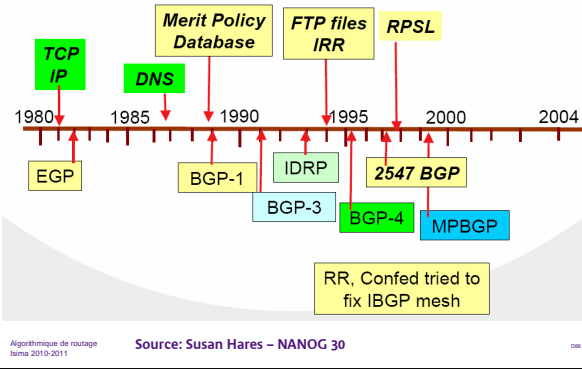 Merit Policy
Database
FTP files
IRR
RPSL
TCP
IP
DNS
1980
1985
1990
1995
2000
2004
EGP
BGP-1
IDRP
2547 BGP
BGP-3
BGP-4
MPBGP
RR, Confed tried to
fix IBGP mesh
Algorithmique de routage
Isima 2010-2011
Source: Susan Hares – NANOG 30